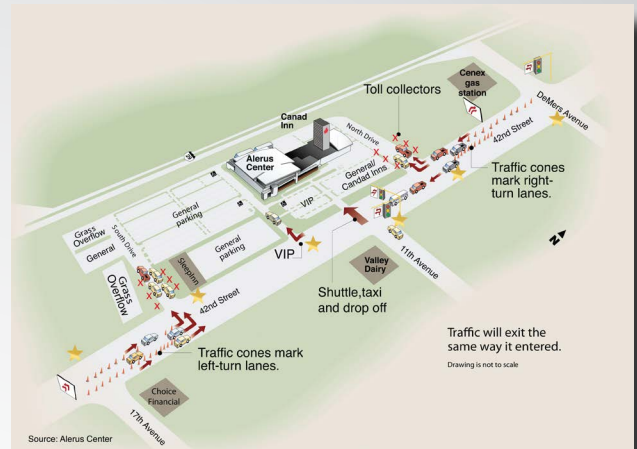 Cenex
gas
station
DeMers Avenue
Toll collectors
42nd Street
Canad
Inn
North Drive
Alerus
Center
General/
Candad Inns
Traffic cones
mark right-
turn lanes.
VIP
General
parking
Grass
Overflow
General
South Drive
General
parking
SleepInn
VIP
11th Avenue
Valley
Dairy
Grass
Overflow
42nd Street
Shuttle,taxi
and drop off
N
Traffic will exit the
same way it entered.
Drawing is not to scale
Traffic cones mark
left-turn lanes.
Choice
Financial
17th Avenue
Source: Alerus Center